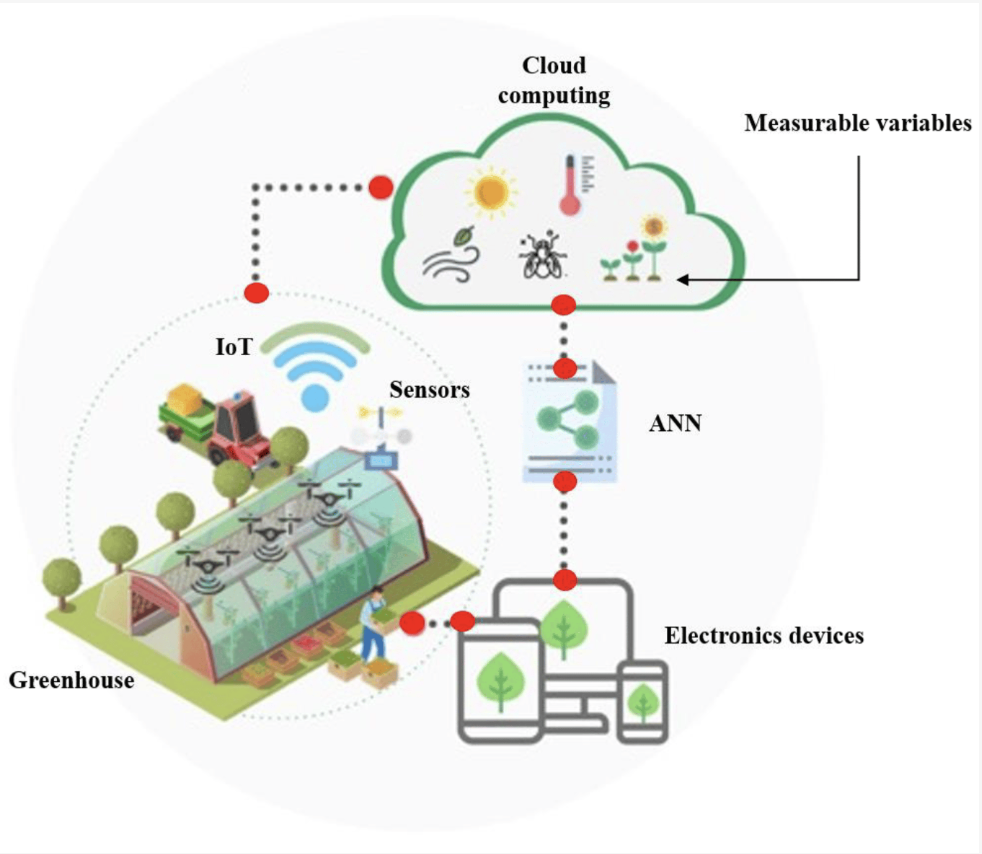 Cloud
computing
Measurable variables
IoT
Sensors
ANN
Electronics devices
Greenhouse